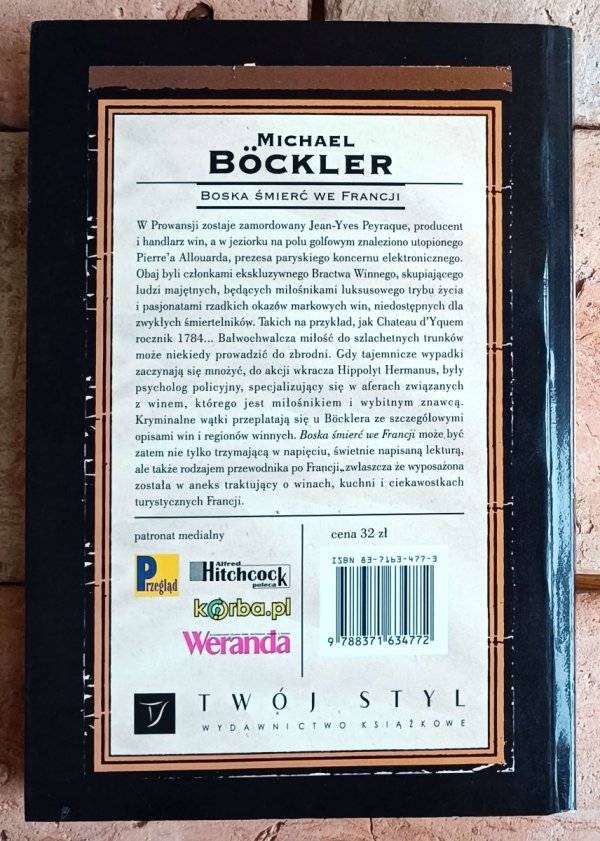 MICHAEL
BÖCKLER
BOSKA ŚMIERĆ WE FRANCJI
W Prowansji zostaje zamordowany Jean-Yves Peyraque, producent
i handlarz win, a w jeziorku na polu golfowym znaleziono utopionego
Pierre'a Allouarda, prezesa paryskiego koncernu elektronicznego.
Obaj byli członkami ekskluzywnego Bractwa Winnego, skupiającego
ludzi majętnych, będących miłośnikami luksusowego trybu życia
i pasjonatami rzadkich okazów markowych win, niedostępnych dla
zwykłych śmiertelników. Takich na przykład, jak Chateau d'Yquem
rocznik 1784... Bałwochwalcza miłość do szlachetnych trunków
może niekiedy prowadzić do zbrodni. Gdy tajemnicze wypadki
zaczynają się mnożyć, do akcji wkracza Hippolyt Hermanus, były
psycholog policyjny, specjalizujący się w aferach związanych
z winem, którego jest miłośnikiem i wybitnym znawcą.
Kryminalne wątki przeplatają się u Böcklera ze szczegółowymi
opisami win i regionów winnych. Boska śmierć we Francji może być
zatem nie tylko trzymającą w napięciu, świetnie napisaną lekturą,
ale także rodzajem przewodnika po Francji, zwłaszcza że wyposażona
została w aneks traktujący o winach, kuchni i ciekawostkach
turystycznych Francji.
patronat medialny
Przegląd
Alfred
Hitchcock
poleca
korba.pl
Weranda
cena 32 zł
ISBN 83-7163-477-3
9 788371 634772
TWÓJ STYL
WYDAWNICTWO KSIĄŻKOWE